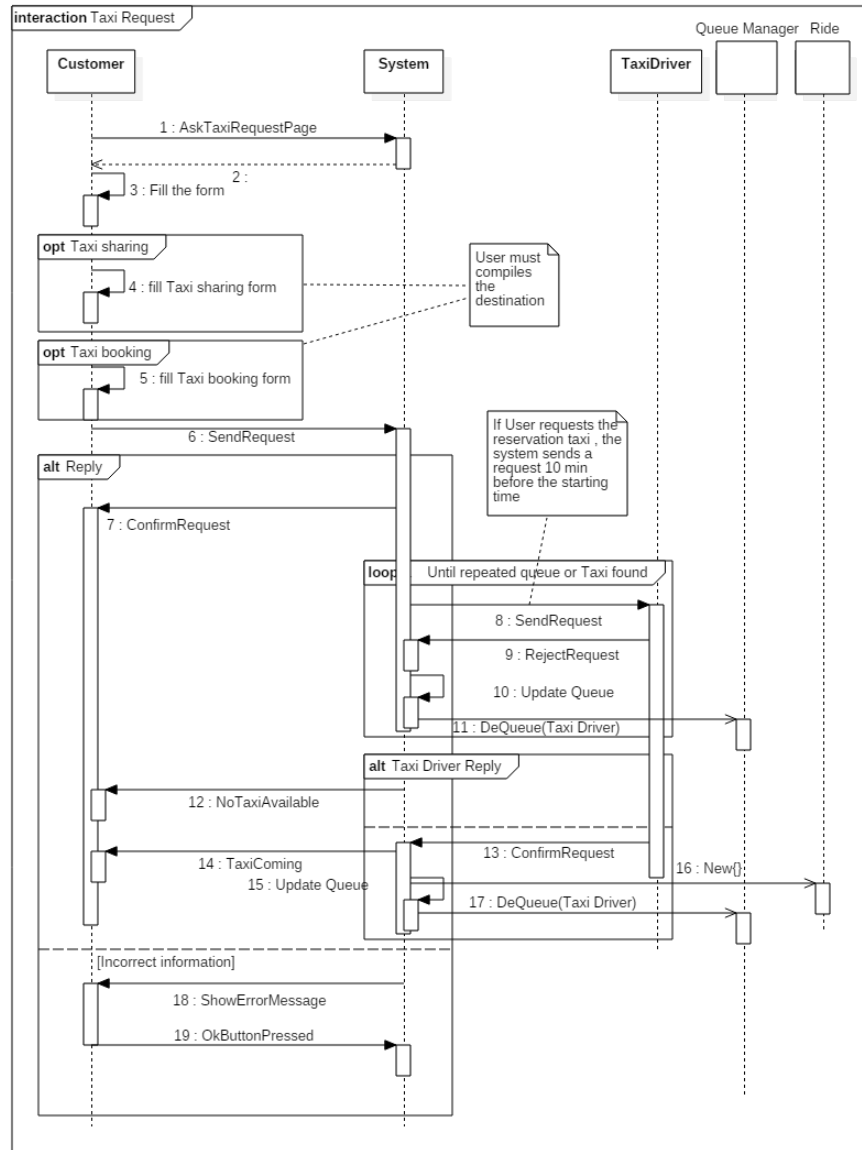 interaction Taxi Request
Queue Manager Ride
Customer System TaxiDriver
1 : AskTaxiRequestPage
2 :
3 : Fill the form
opt Taxi sharing
User must
compiles
the
destination
4 : fill Taxi sharing form
opt Taxi booking
5 : fill Taxi booking form
6 : SendRequest
If User requests the
reservation taxi , the
system sends a
request 10 min
before the starting
time
alt Reply
7 : ConfirmRequest
loop Until repeated queue or Taxi found
8 : SendRequest
9 : RejectRequest
10 : Update Queue
11 : DeQueue(Taxi Driver)
alt Taxi Driver Reply
12 : NoTaxiAvailable
13 : ConfirmRequest
14 : TaxiComing
16 : New{}
15 : Update Queue
17 : DeQueue(Taxi Driver)
[Incorrect information]
18 : ShowErrorMessage
19 : OkButtonPressed